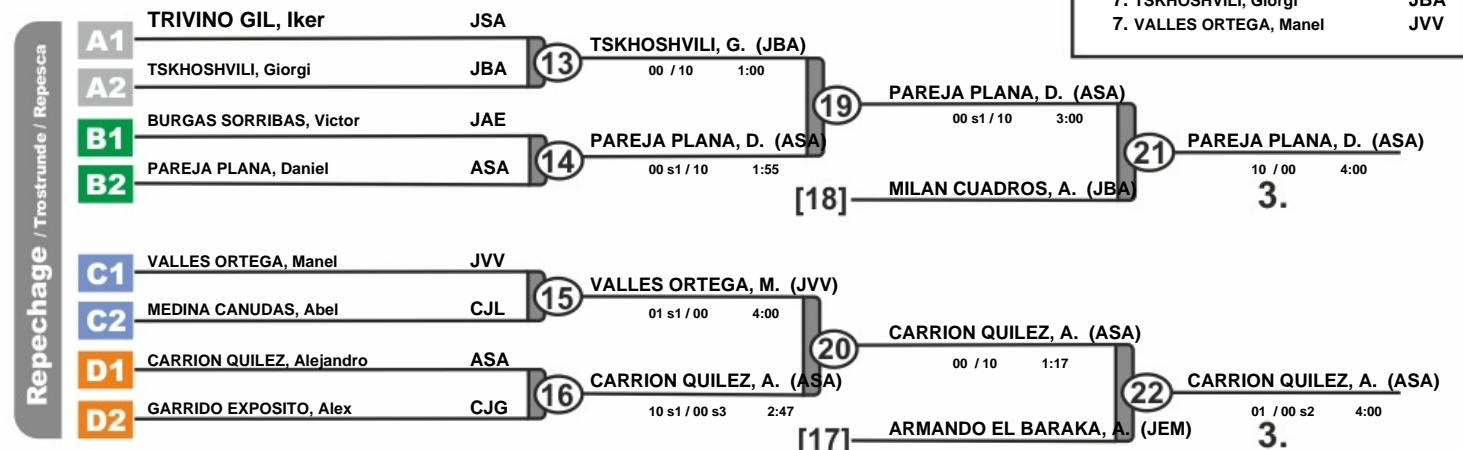 7. TSKHOSHVILI, Giorgi JBA
7. VALLES ORTEGA, Manel JVV
Repechage / Trostrunde / Repesca
A1 TRIVINO GIL, Iker JSA
13 TSKHOSHVILI, G. (JBA)
00 / 10 1:00
A2 TSKHOSHVILI, Giorgi JBA
19 PAREJA PLANA, D. (ASA)
00 s1 / 10 3:00
B1 BURGAS SORRIBAS, Victor JAE
14 PAREJA PLANA, D. (ASA)
00 s1 / 10 1:55
B2 PAREJA PLANA, Daniel ASA
21 PAREJA PLANA, D. (ASA)
10 / 00 4:00
3.
[18] MILAN CUADROS, A. (JBA)
C1 VALLES ORTEGA, Manel JVV
15 VALLES ORTEGA, M. (JVV)
01 s1 / 00 4:00
C2 MEDINA CANUDAS, Abel CJL
20 CARRION QUILEZ, A. (ASA)
00 / 10 1:17
D1 CARRION QUILEZ, Alejandro ASA
16 CARRION QUILEZ, A. (ASA)
10 s1 / 00 s3 2:47
D2 GARRIDO EXPOSITO, Alex CJG
22 CARRION QUILEZ, A. (ASA)
01 / 00 s2 4:00
3.
[17] ARMANDO EL BARAKA, A. (JEM)